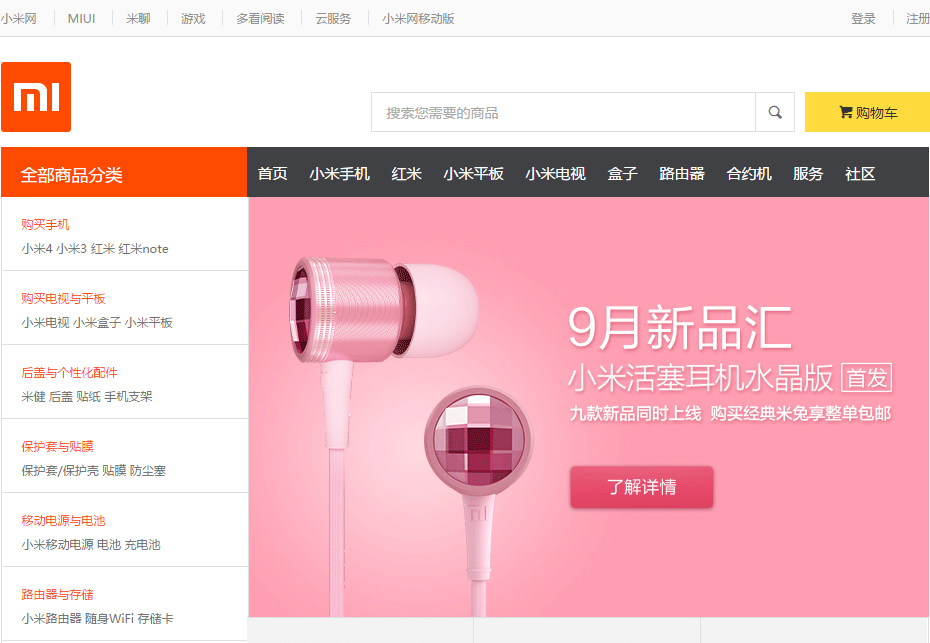 小米网 MIUI 米聊 游戏 多看阅读 云服务 小米网移动版 登录 注册
mi
搜索您需要的商品 购物车
全部商品分类 首页 小米手机 红米 小米平板 小米电视 盒子 路由器 合约机 服务 社区
购买手机
小米4 小米3 红米 红米note
购买电视与平板
小米电视 小米盒子 小米平板
后盖与个性化配件
米键 后盖 贴纸 手机支架
保护套与贴膜
保护套/保护壳 贴膜 防尘塞
移动电源与电池
小米移动电源 电池 充电池
路由器与存储
小米路由器 随身WiFi 存储卡
9月新品汇
小米活塞耳机水晶版 首发
九款新品同时上线 购买经典米兔享整单包邮
了解详情
mi